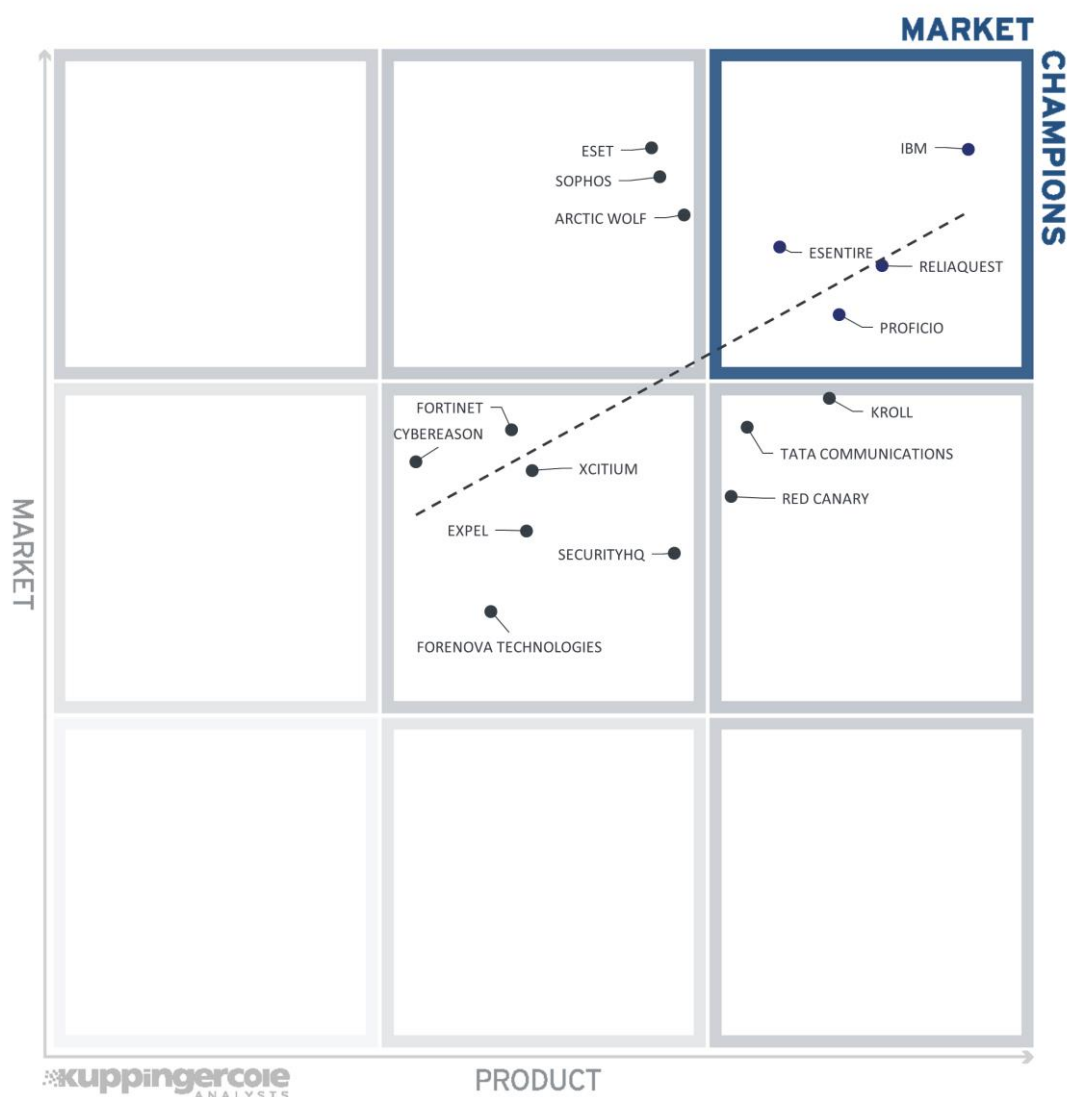 MARKET
CHAMPIONS
ESET
IBM
SOPHOS
ARCTIC WOLF
ESENTIRE
RELIAQUEST
PROFICIO
FORTINET
KROLL
CYBEREASON
TATA COMMUNICATIONS
XCITIUM
RED CANARY
EXPEL
SECURITYHQ
FORENOVA TECHNOLOGIES
MARKET
PRODUCT
kuppingercole
ANALYSTS